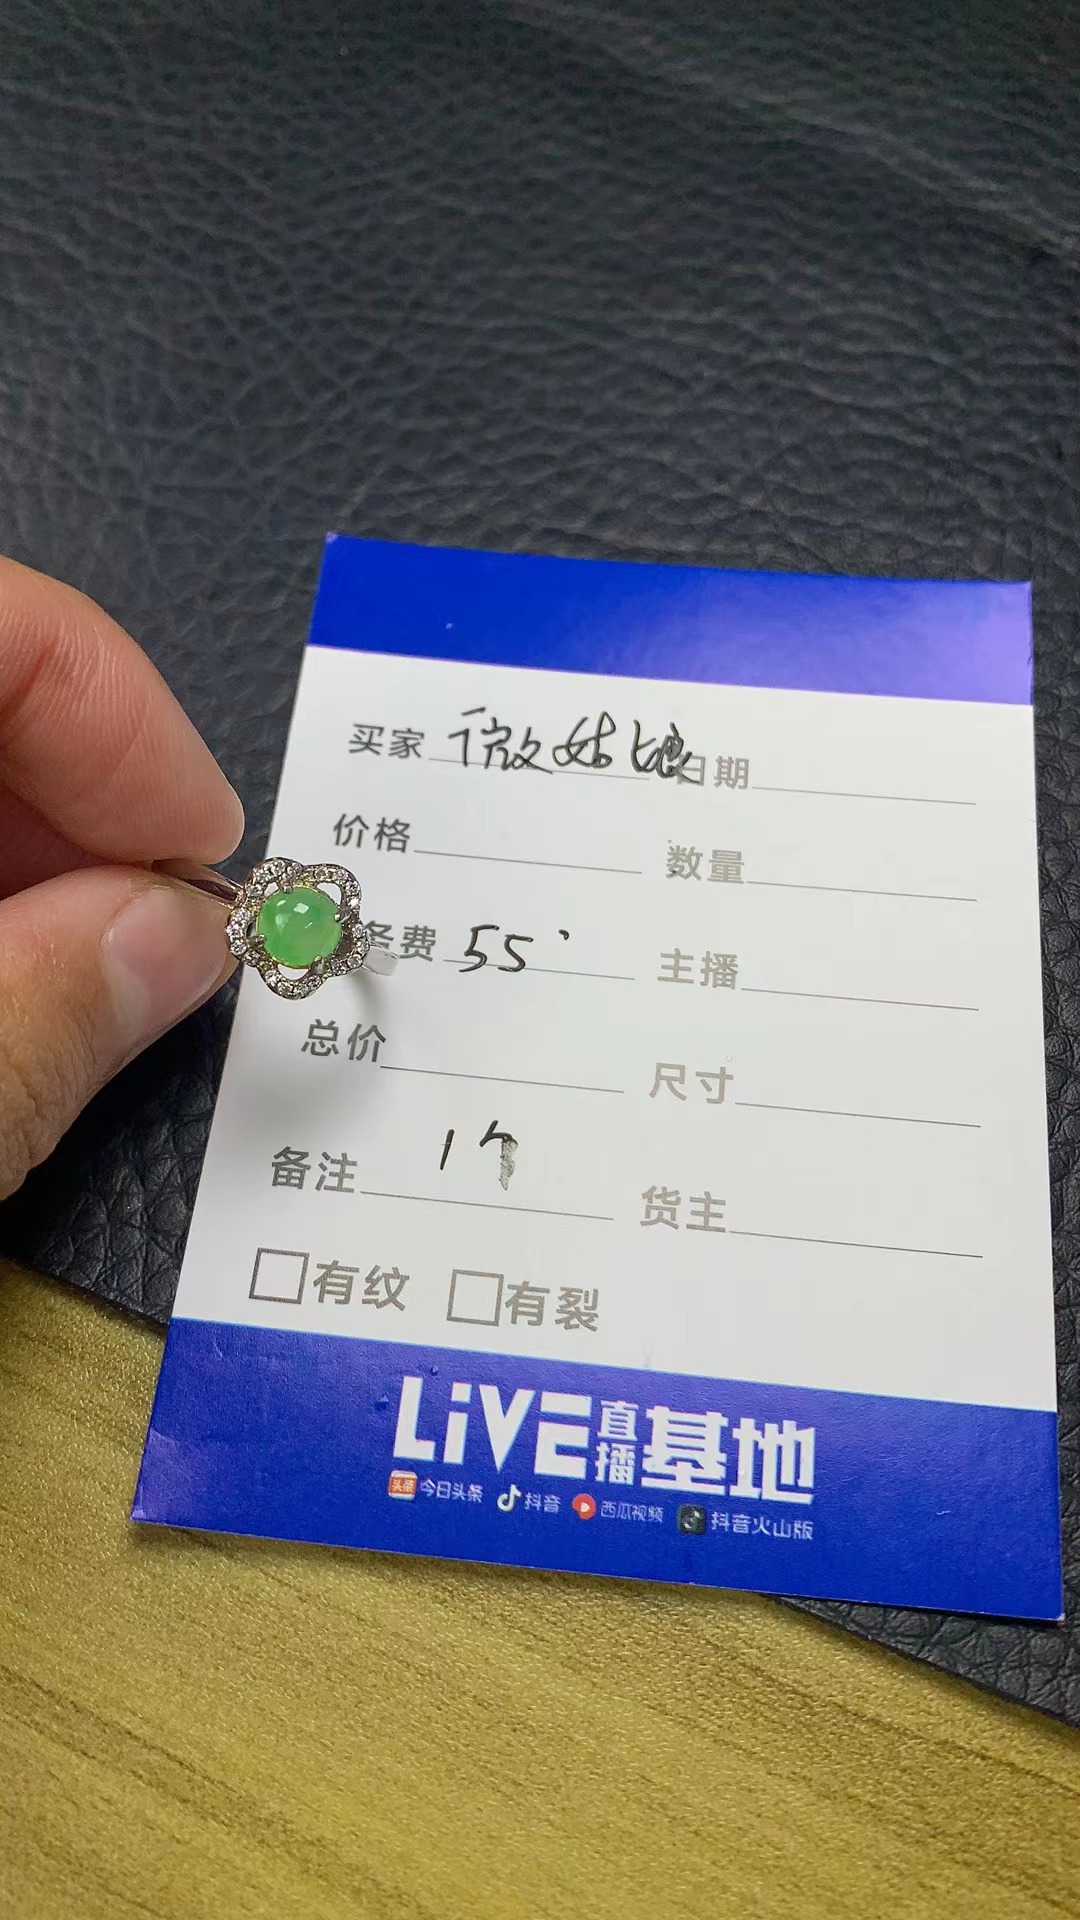 买家 微姑娘 日期
价格 数量
务费 55 主播
总价 尺寸
备注 17 货主
有纹 有裂
LiVE直播基地
头条 今日头条 抖音 西瓜视频 抖音火山版